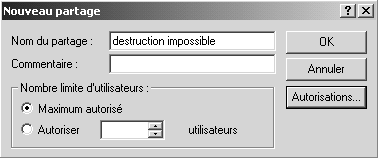 Nouveau partage
Nom du partage : destruction impossible OK
Commentaire : Annuler
Nombre limite d'utilisateurs : Autorisations...
Maximum autorisé
Autoriser utilisateurs